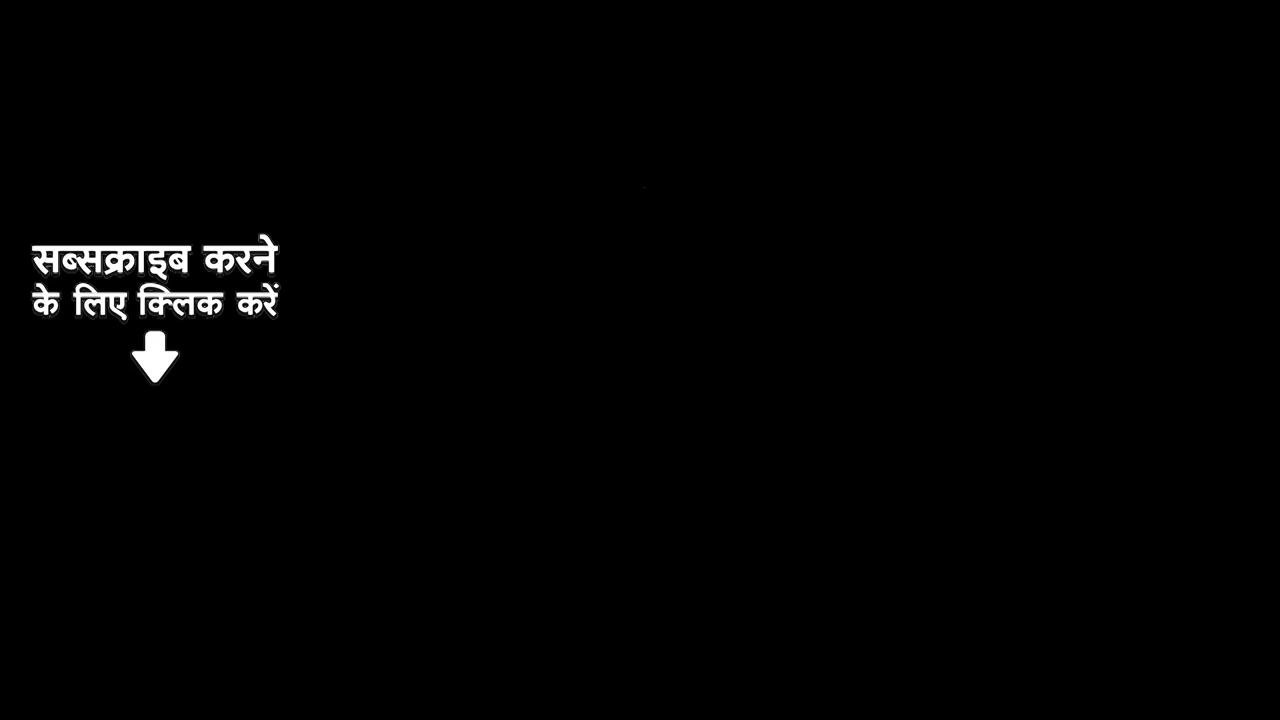 सब्सक्राइब करने
के लिए क्लिक करें